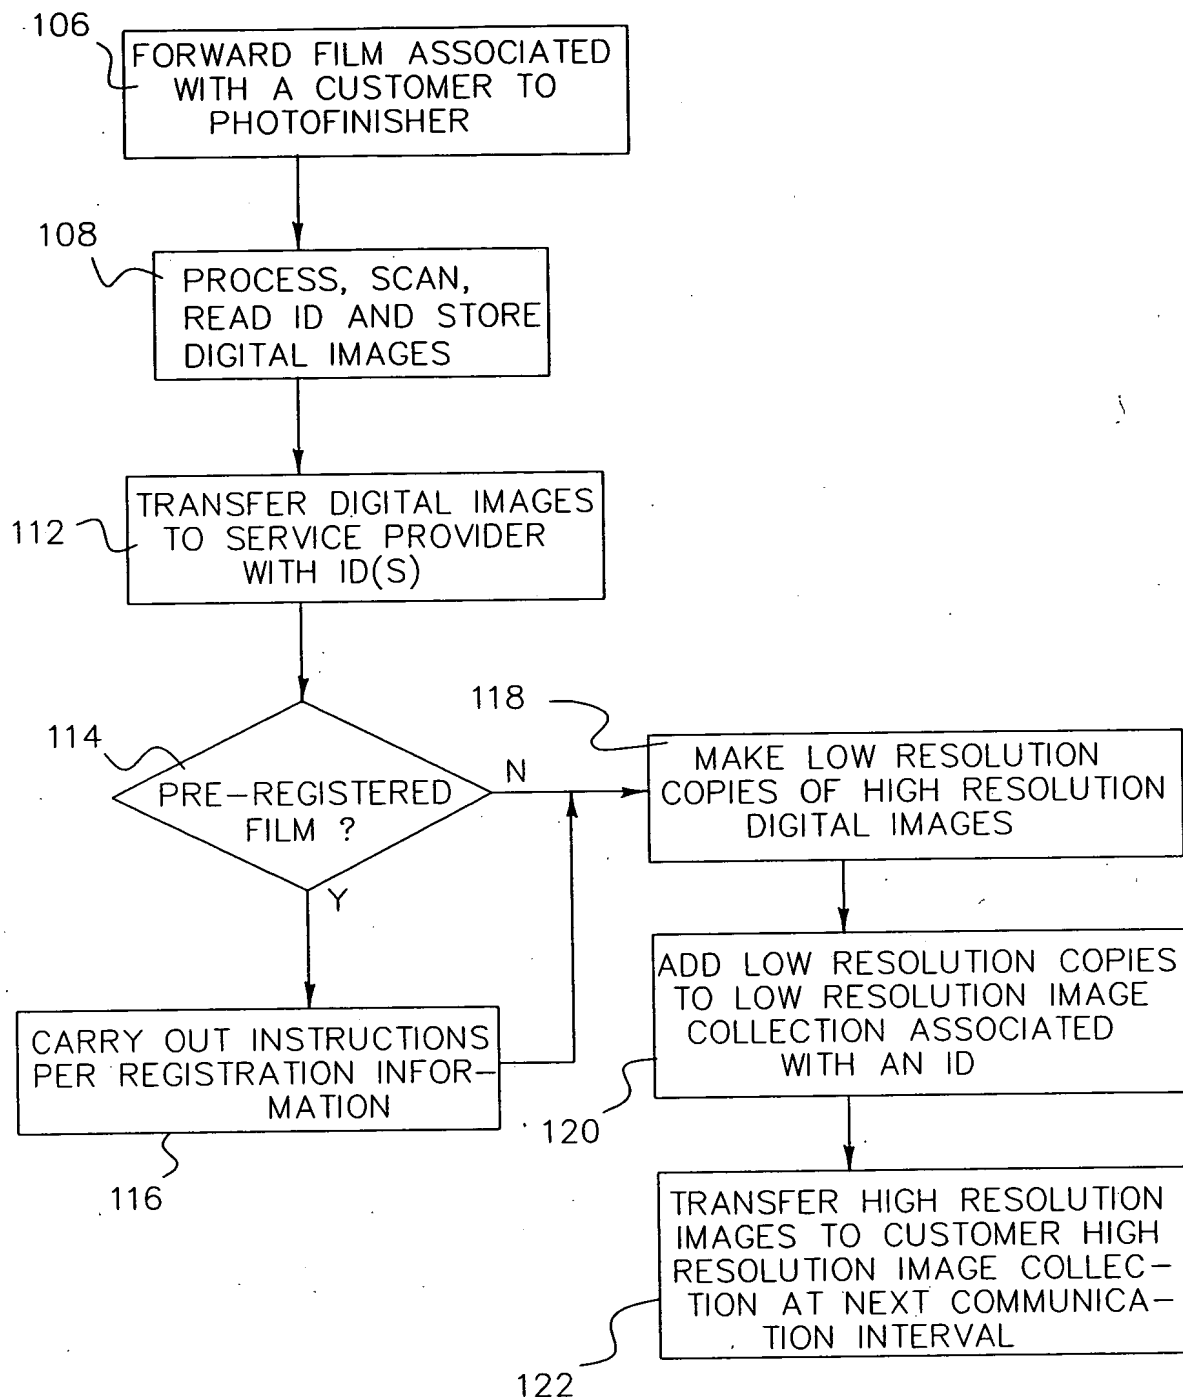 106
FORWARD FILM ASSOCIATED
WITH A CUSTOMER TO
PHOTOFINISHER
108
PROCESS, SCAN,
READ ID AND STORE
DIGITAL IMAGES
112
TRANSFER DIGITAL IMAGES
TO SERVICE PROVIDER
WITH ID(S)
114
PRE-REGISTERED
FILM ?
N
Y
116
CARRY OUT INSTRUCTIONS
PER REGISTRATION INFOR-
MATION
118
MAKE LOW RESOLUTION
COPIES OF HIGH RESOLUTION
DIGITAL IMAGES
120
ADD LOW RESOLUTION COPIES
TO LOW RESOLUTION IMAGE
COLLECTION ASSOCIATED
WITH AN ID
122
TRANSFER HIGH RESOLUTION
IMAGES TO CUSTOMER HIGH
RESOLUTION IMAGE COLLEC-
TION AT NEXT COMMUNICA-
TION INTERVAL